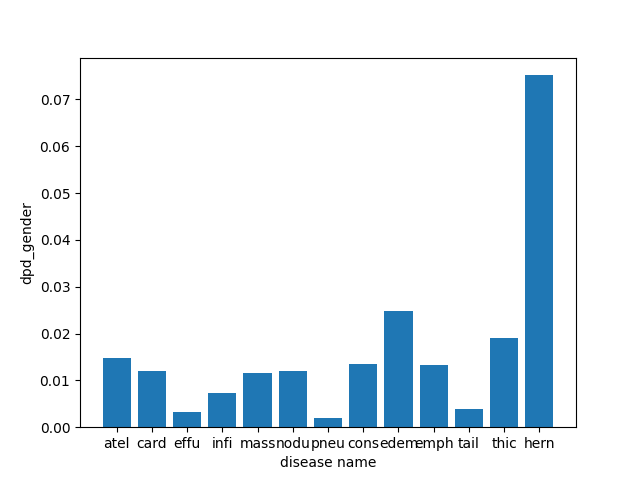 0.07
0.06
0.05
0.04
0.03
0.02
0.01
0.00
dpd_gender
atel card effu infi mass nodu pneu cons edem emph tail thic hern
disease name